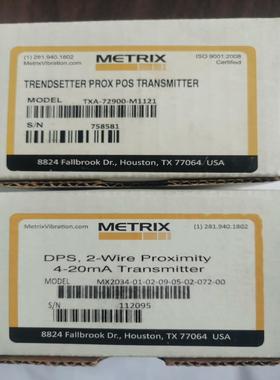 (1) 281.940.1802
MetrixVibration.com
METRIX
ISO 9001:2008
Certified
TRENDSETTER PROX POS TRANSMITTER
MODEL TXA-72900-M1121
S/N 758581
8824 Fallbrook Dr., Houston, TX 77064 USA
MetrixVibration.com
METRIX
(1) 281.940.1802
DPS, 2-Wire Proximity
4-20mA Transmitter
MODEL MX2034-01-02-09-05-02-072-00
S/N 112095
8824 Fallbrook Dr., Houston, TX 77064 USA